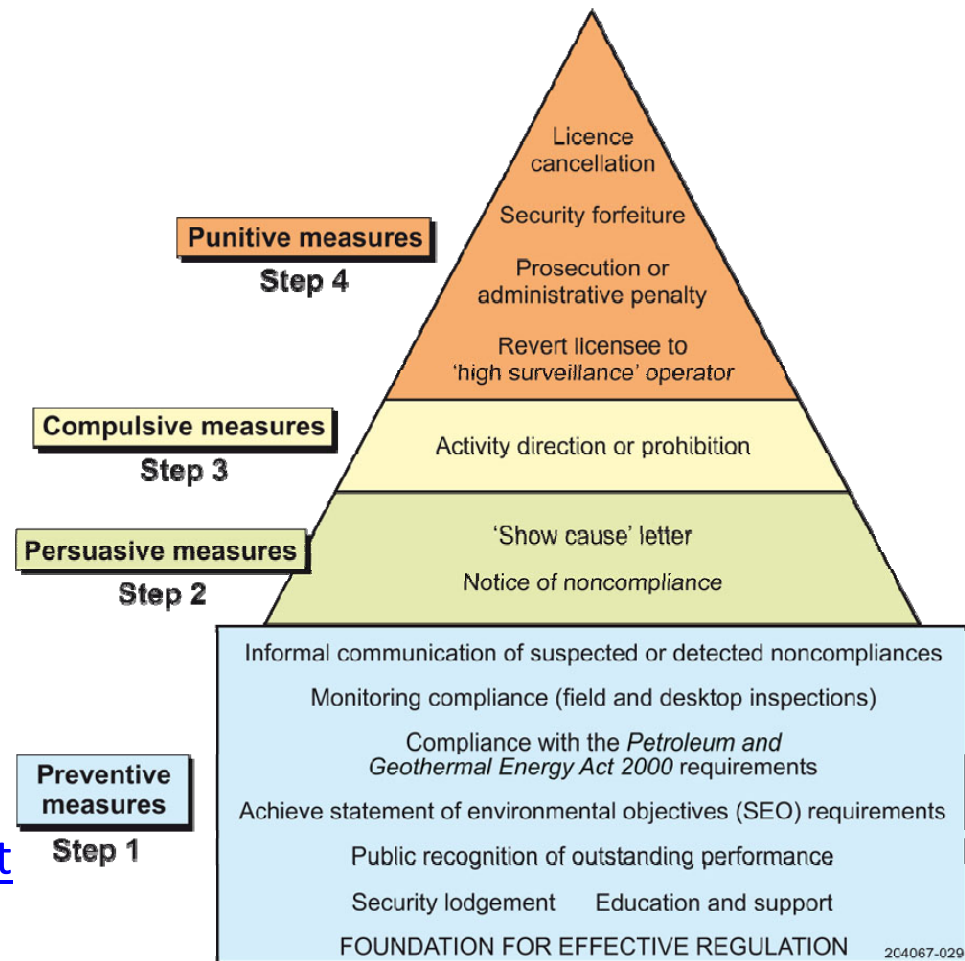 Licence
cancellation
Security forfeiture
Punitive measures
Step 4
Prosecution or
administrative penalty
Revert licensee to
'high surveillance' operator
Compulsive measures
Step 3
Activity direction or prohibition
Persuasive measures
Step 2
'Show cause' letter
Notice of noncompliance
Informal communication of suspected or detected noncompliances
Monitoring compliance (field and desktop inspections)
Compliance with the Petroleum and
Geothermal Energy Act 2000 requirements
Preventive
measures
Step 1
Achieve statement of environmental objectives (SEO) requirements
Public recognition of outstanding performance
Security lodgement Education and support
FOUNDATION FOR EFFECTIVE REGULATION
204067-029
t